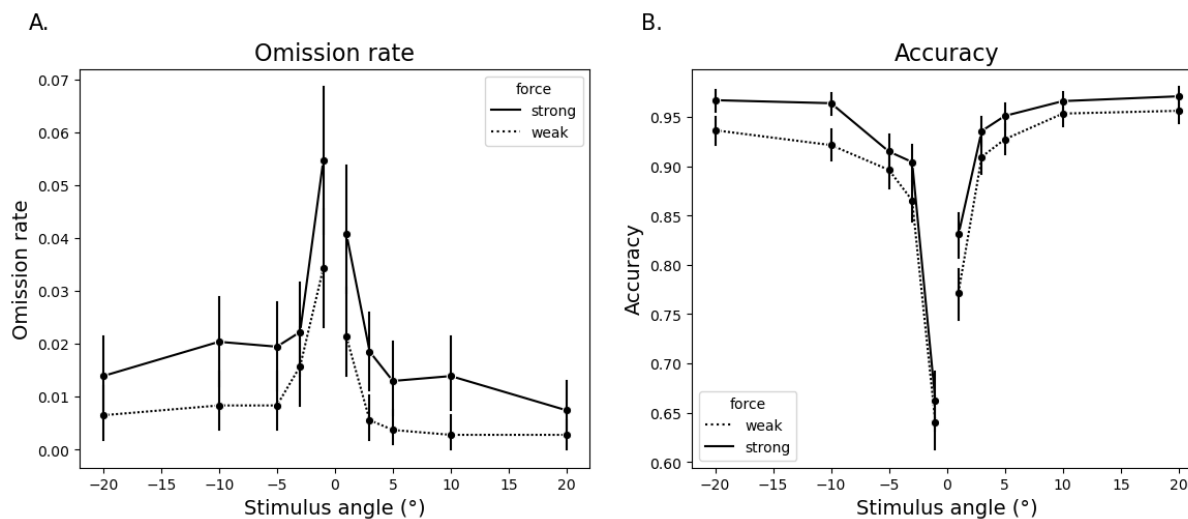 A.
Omission rate
0.07
0.06
0.05
0.04
0.03
0.02
0.01
0.00
Omission rate
force
strong
weak
−20 −15 −10 −5 0 5 10 15 20
Stimulus angle (°)
B.
Accuracy
0.95
0.90
0.85
0.80
0.75
0.70
0.65
0.60
Accuracy
force
weak
strong
−20 −15 −10 −5 0 5 10 15 20
Stimulus angle (°)